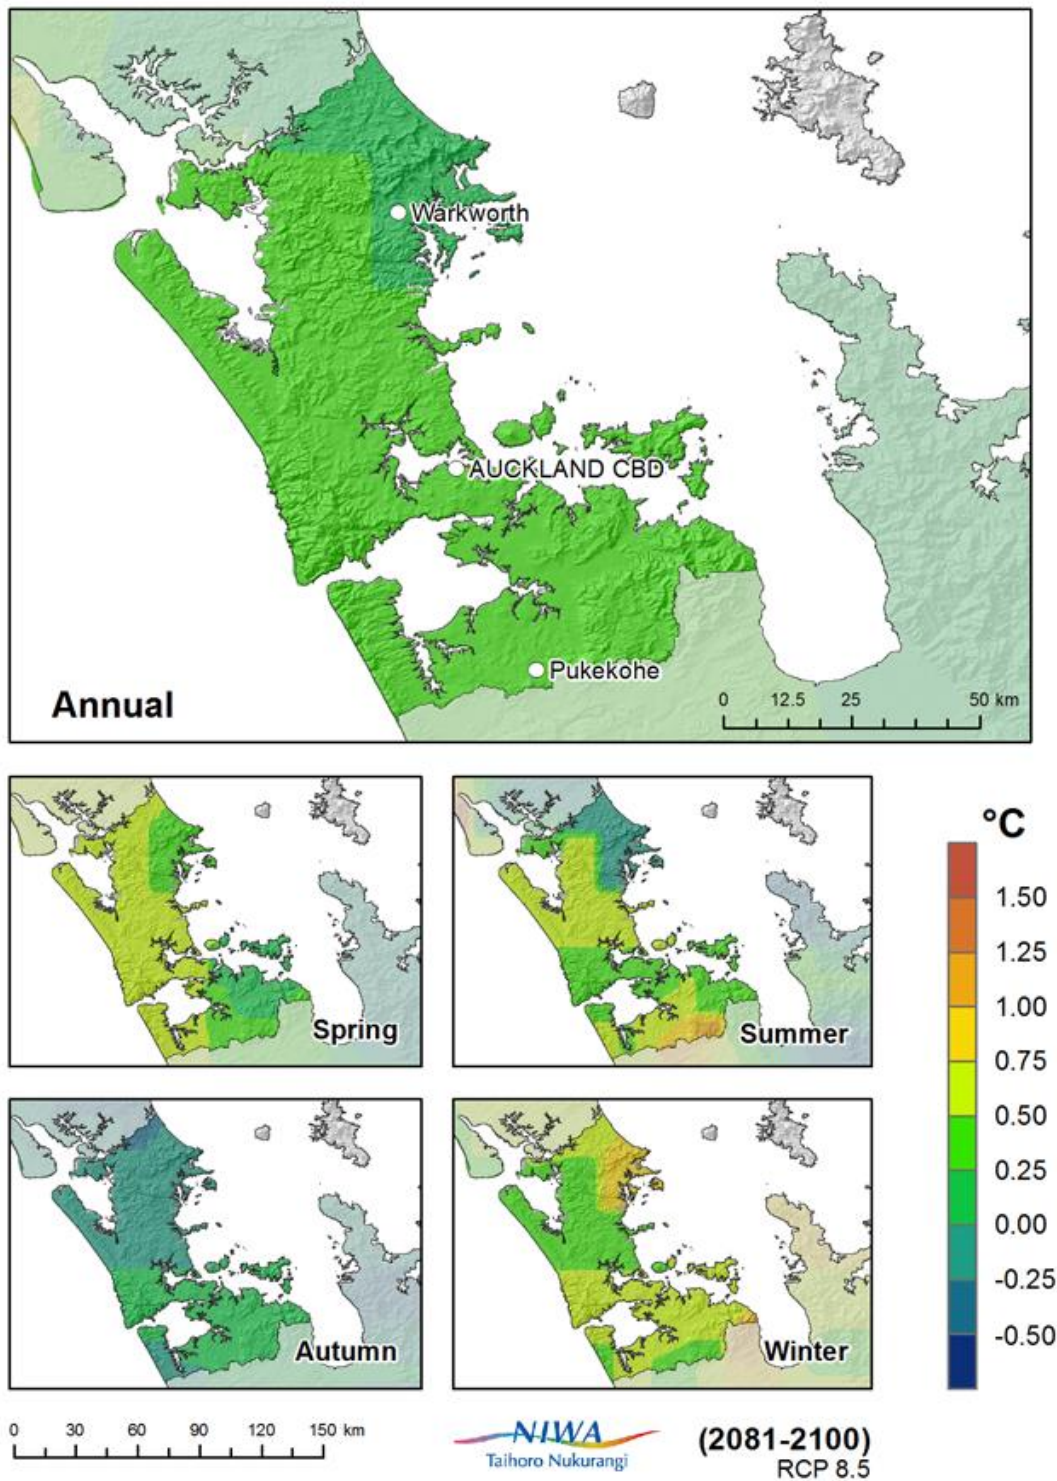 Warkworth
AUCKLAND CBD
Pukekohe
Annual
0 12.5 25 50 km
Spring
Summer
°C
1.50
1.25
1.00
0.75
0.50
0.25
0.00
-0.25
-0.50
Autumn
Winter
0 30 60 90 120 150 km
NIWA
Taihoro Nukurangi
(2081-2100)
RCP 8.5